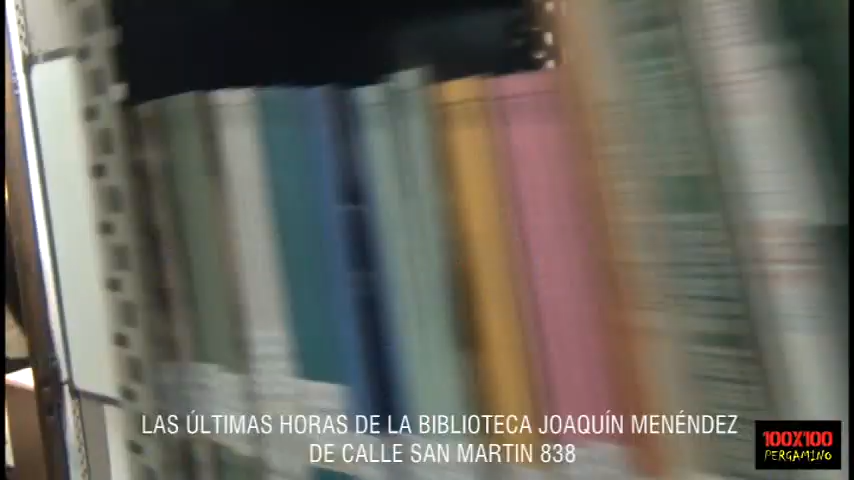 LAS ÚLTIMAS HORAS DE LA BIBLIOTECA JOAQUÍN MENÉNDEZ
DE CALLE SAN MARTIN 838
100X100
PERGAMINO